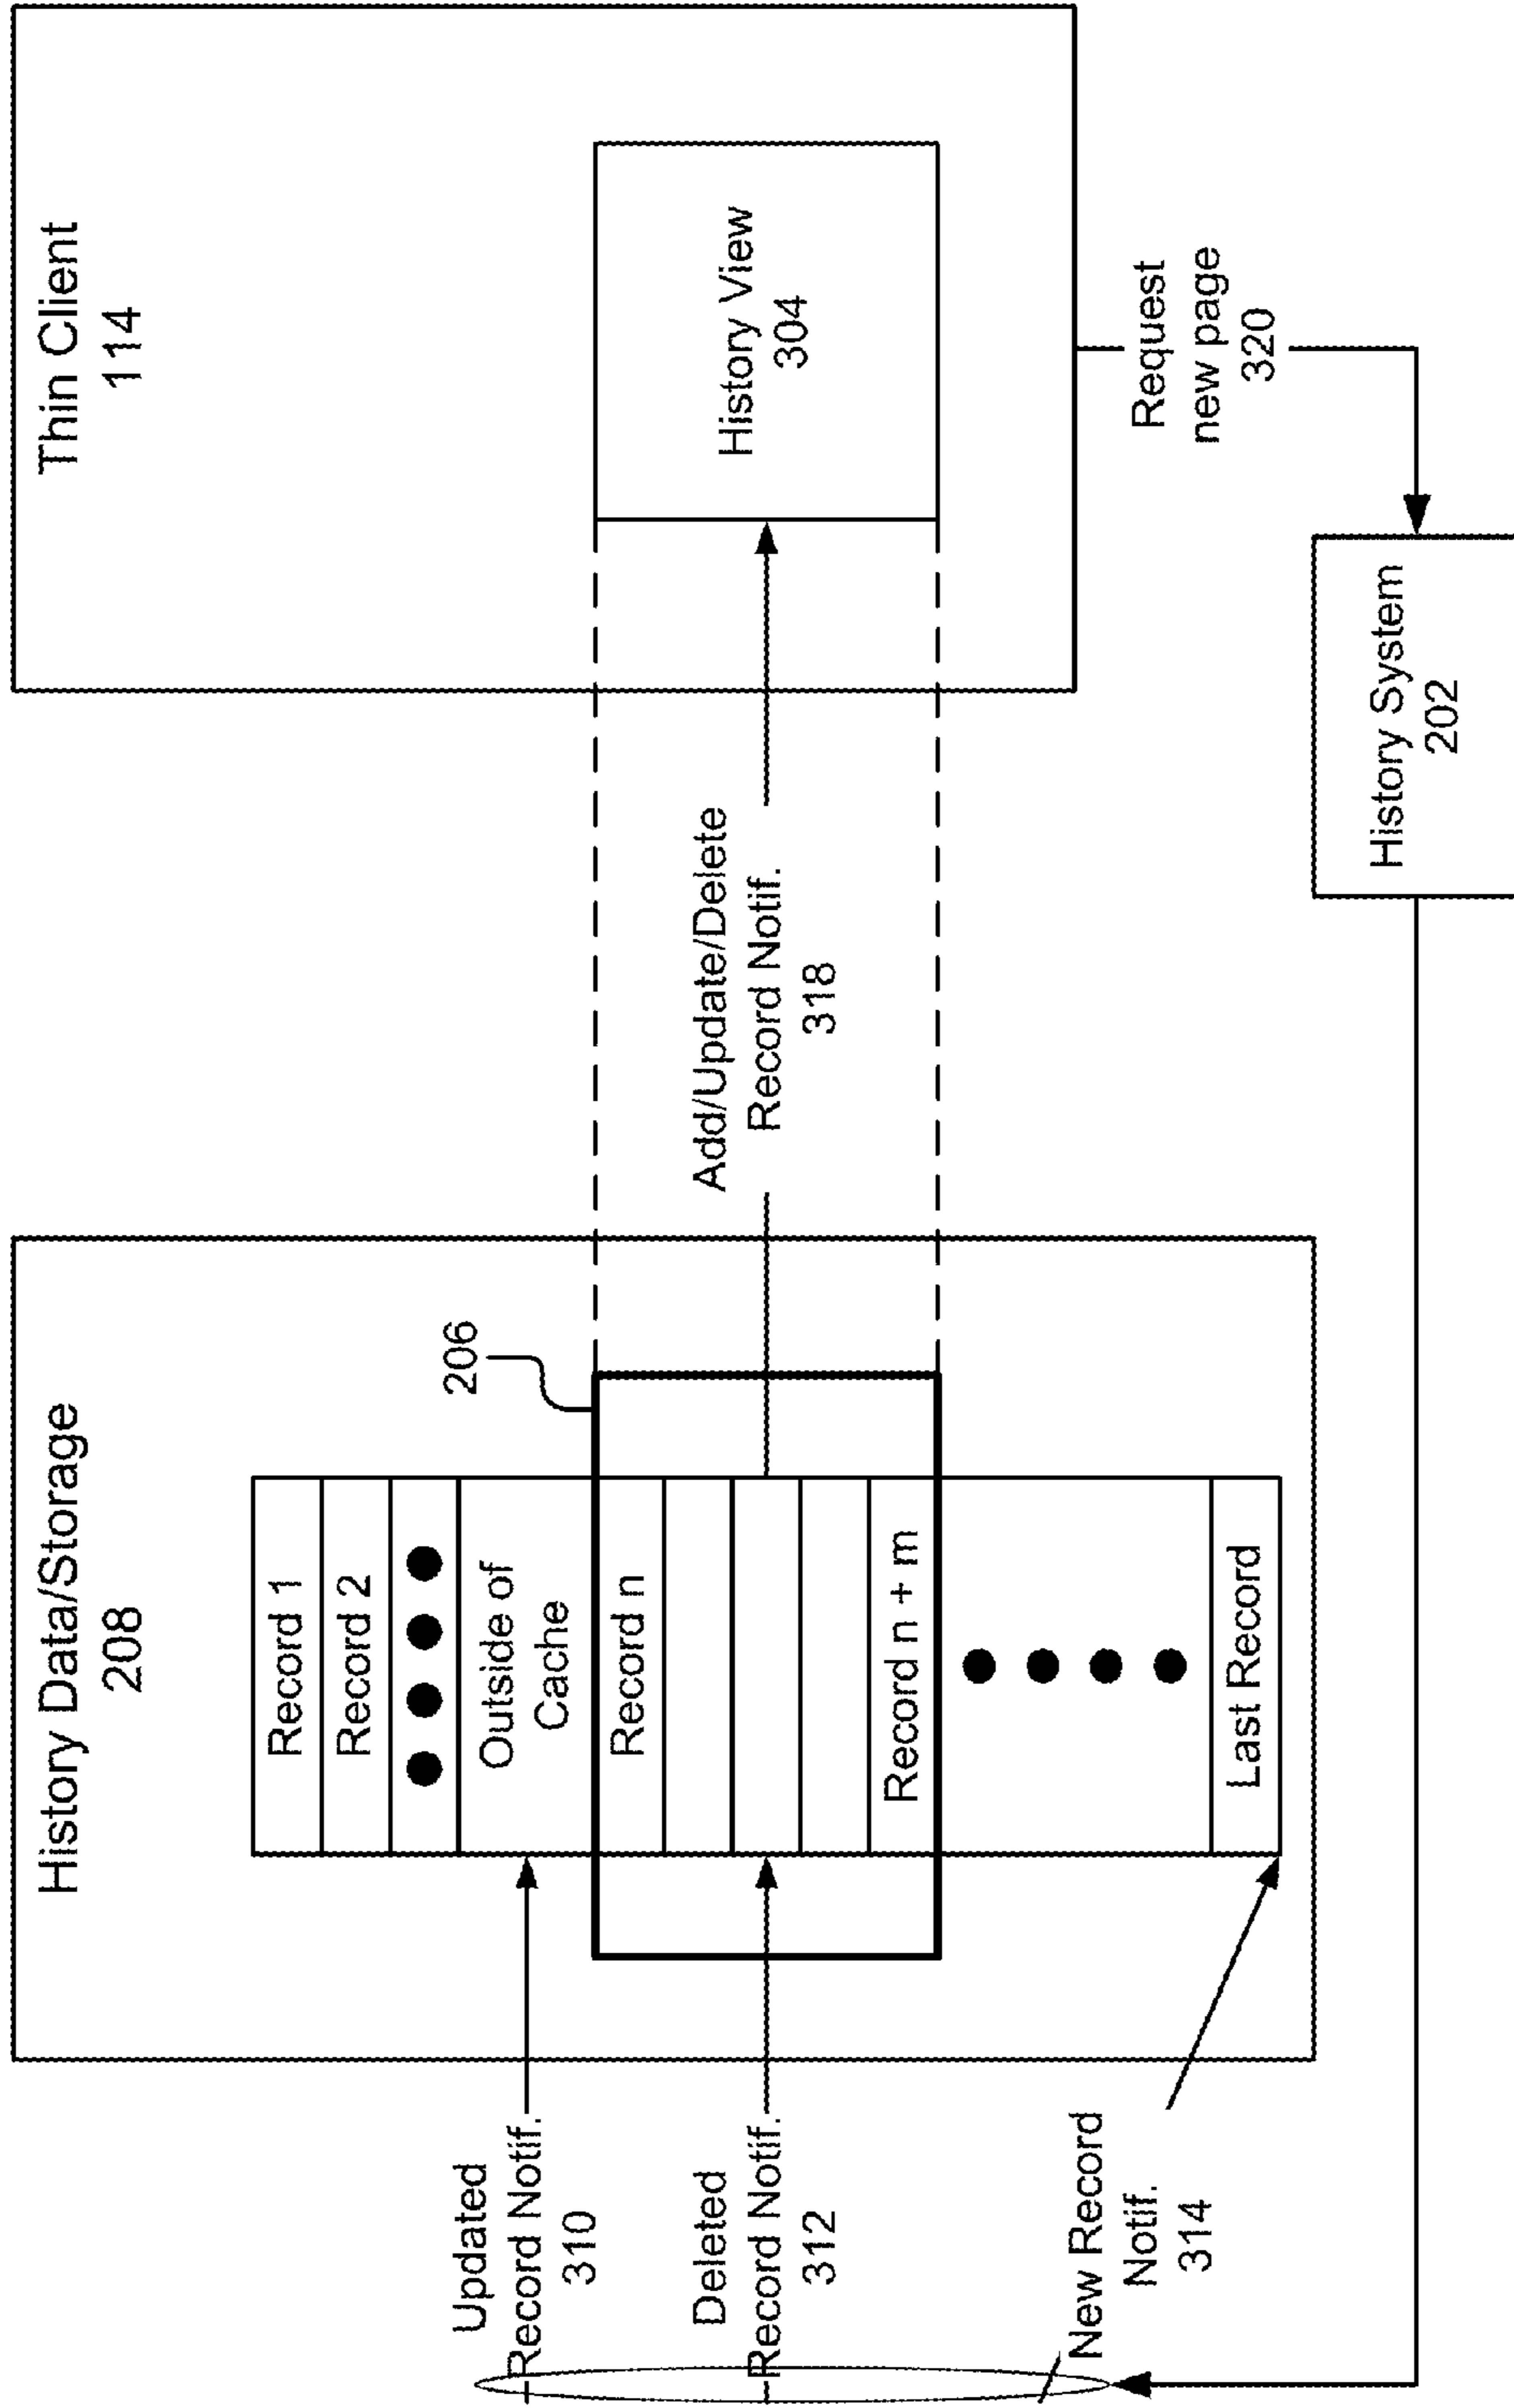 History Data/Storage
208
Thin Client
114
Record 1
Record 2
Outside of
Cache
206
Record n
Record n + m
Last Record
Updated
Record Notif.
310
Deleted
Record Notif.
312
New Record
Notif.
314
Add/Update/Delete
Record Notif.
318
History View
304
Request
new page
320
History System
202